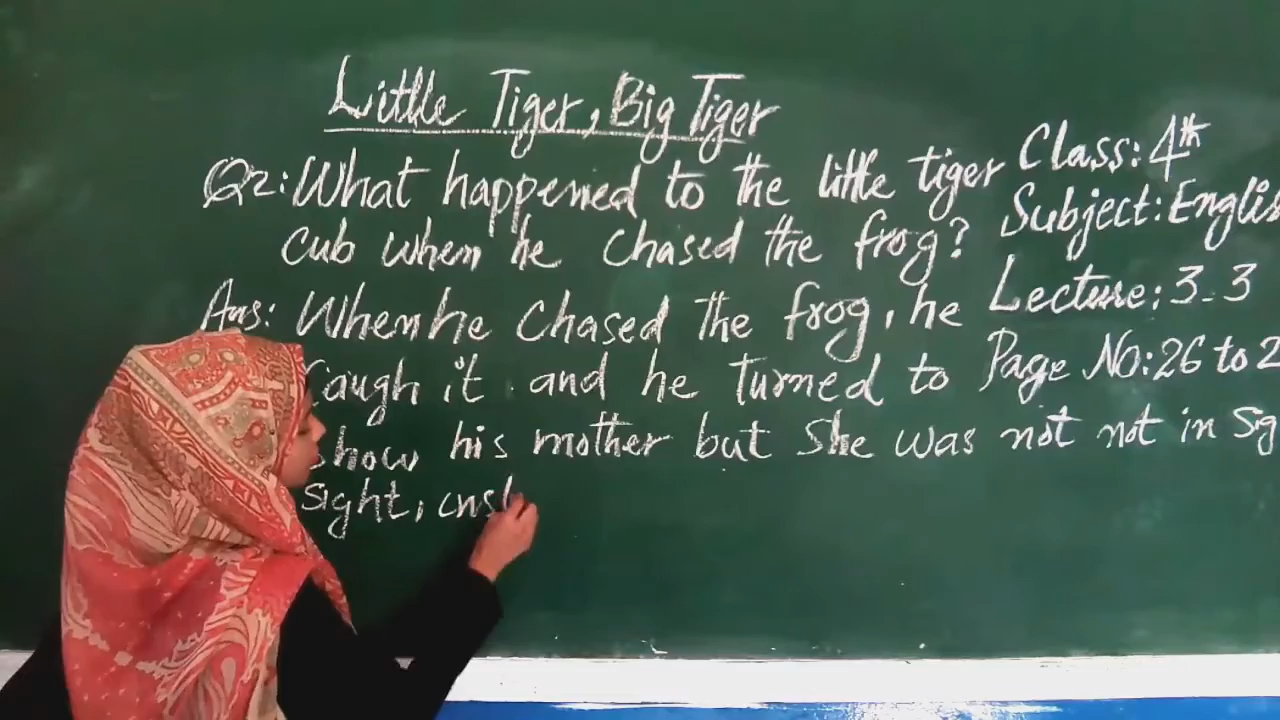 Little Tiger, Big Tiger
Q2: What happened to the little tiger
cub when he chased the frog?
Ans: When he chased the frog, he
Caugh it and he turned to
show his mother but She was not not in Sig
Sight,
Class: 4th
Subject: Englis
Lecture: 3-3
Page No: 26 to 2